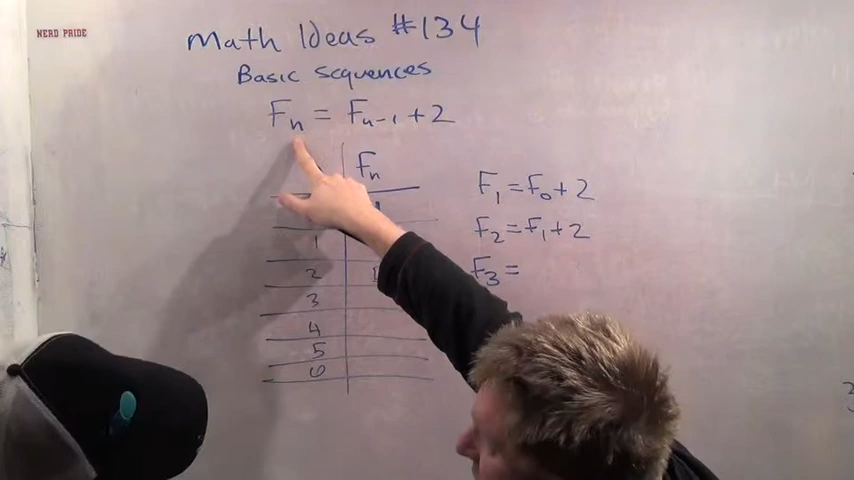 NERD PRIDE
Math Ideas #134
Basic sequences
Fn = Fn-1 + 2
Fn
1
2
3
4
5
6
F1 = F0 + 2
F2 = F1 + 2
F3 =